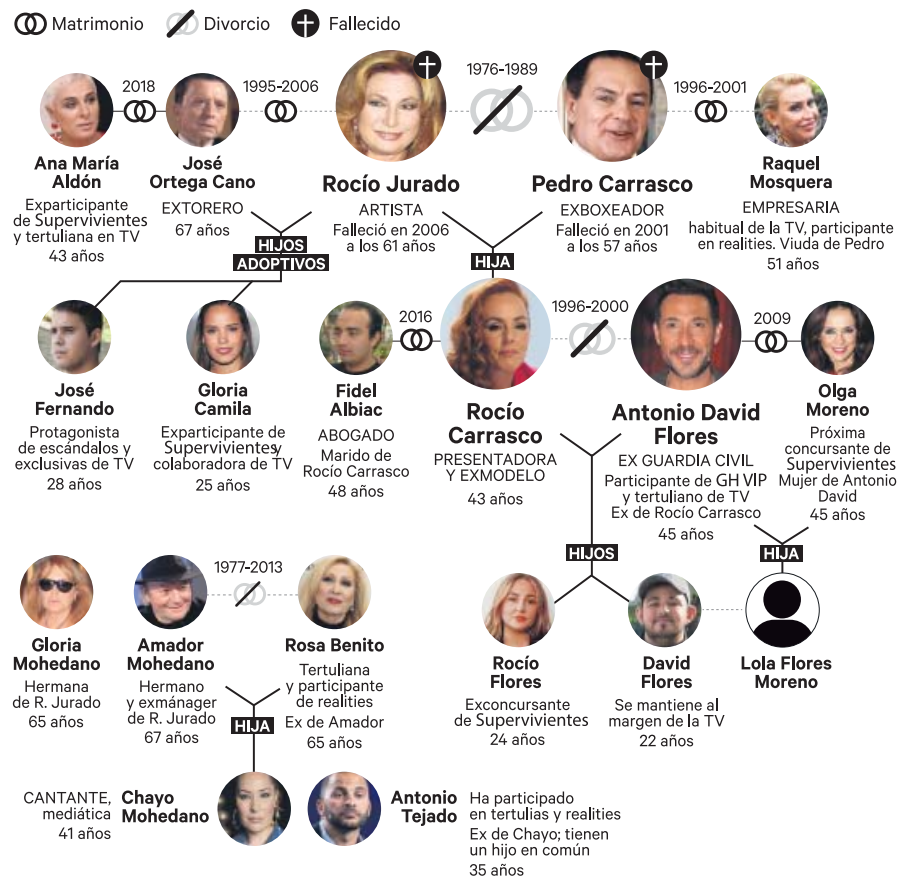 Matrimonio
Divorcio
Fallecido
2018
1995-2006
1976-1989
1996-2001
Ana María
Aldón
Exparticipante
de Supervivientes
y tertuliana en TV
43 años
José
Ortega Cano
EXTORERO
67 años
Rocío Jurado
ARTISTA
Falleció en 2006
a los 61 años
Pedro Carrasco
EXBOXEADOR
Falleció en 2001
a los 57 años
Raquel
Mosquera
EMPRESARIA
habitual de la TV, participante
en realities. Viuda de Pedro
51 años
HIJOS
ADOPTIVOS
HIJA
2016
1996-2000
2009
José
Fernando
Protagonista
de escándalos y
exclusivas de TV
28 años
Gloria
Camila
Exparticipante de
Supervivientes y
colaboradora de TV
25 años
Fidel
Albiac
ABOGADO
Marido de
Rocío Carrasco
48 años
Rocío
Carrasco
PRESENTADORA
Y EXMODELO
43 años
Antonio David
Flores
EX GUARDIA CIVIL
Participante de GH VIP
y tertuliano de TV
Ex de Rocío Carrasco
45 años
Olga
Moreno
Próxima
concursante de
Supervivientes
Mujer de Antonio
David
45 años
HIJOS
HIJA
1977-2013
Gloria
Mohedano
Hermana
de R. Jurado
65 años
Amador
Mohedano
Hermano
y exmánager
de R. Jurado
67 años
Rosa Benito
Tertuliana
y participante
de realities
Ex de Amador
65 años
Rocío
Flores
Exconcursante
de Supervivientes
24 años
David
Flores
Se mantiene al
margen de la TV
22 años
Lola Flores
Moreno
HIJA
CANTANTE,
mediática
41 años
Chayo
Mohedano
Antonio
Tejado
Ha participado
en tertulias y realities
Ex de Chayo; tienen
un hijo en común
35 años